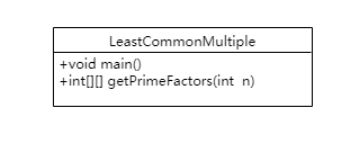 LeastCommonMultiple
+void main()
+int[][] getPrimeFactors(int n)